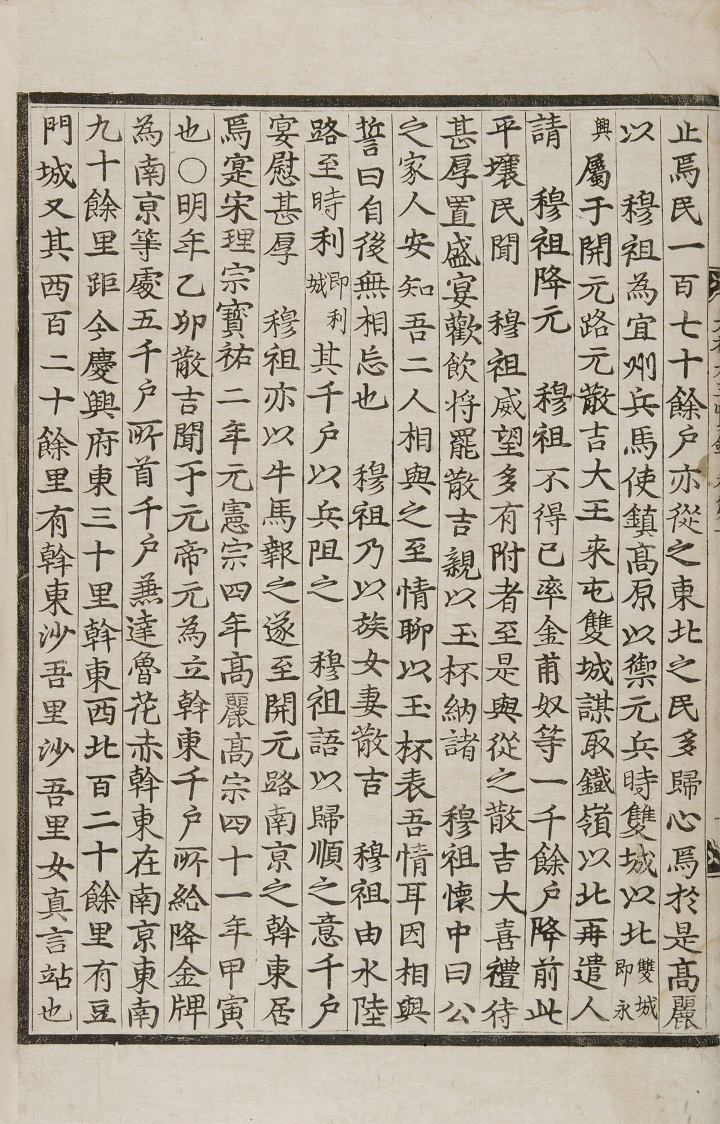 止焉民一百七十餘戶亦從之東北之民多歸心焉於是高麗
以　穆祖為宜州兵馬使鎮高原以禦元兵時雙城以北雙城即永
興屬于開元路元散吉大王来屯雙城謀取鐵嶺以北再遣人
請　穆祖降元　穆祖不得已率金甫奴等一千餘戶降前此
平壤民聞　穆祖威望多有附者至是與從之散吉大喜禮待
甚厚置盛宴歡飲将罷散吉親以玉杯納諸　穆祖懷中曰公
之家人安知吾二人相與之至情聊以玉杯表吾情耳因相與
誓曰自後無相忘也　穆祖乃以族女妻散吉　穆祖由水陸
路至時利即利城其千戶以兵阻之　穆祖語以歸順之意千戶
宴慰甚厚　穆祖亦以牛馬報之遂至開元路南京之斡東居
焉寔宋理宗寶祐二年元憲宗四年高麗高宗四十一年甲寅
也○明年乙卯散吉聞于元帝元為立斡東千戶所給降金牌
為南京等處五千戶所首千戶兼達魯花赤斡東在南京東南
九十餘里距今慶興府東三十里斡東西北百二十餘里有豆
門城又其西百二十餘里有斡東沙吾里沙吾里女真言站也